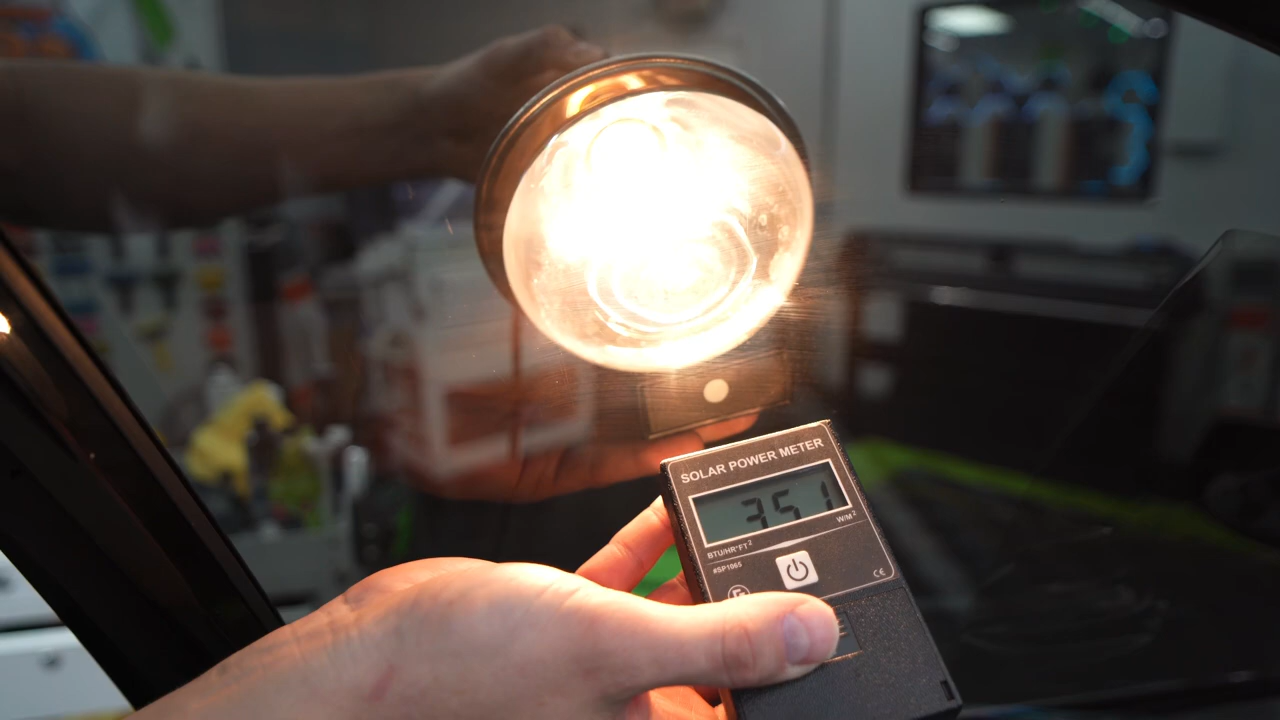 SOLAR POWER METER
351
W/M²
BTU/HR*FT²
#SP1065
CE